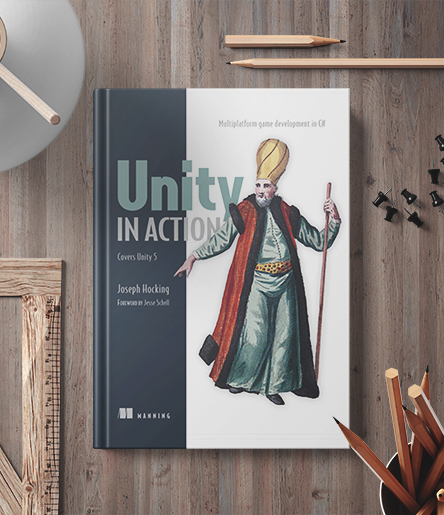 Multiplatform game development in C#
Unity
IN ACTION
Covers Unity 5
Joseph Hocking
FOREWORD BY Jesse Schell
MANNING